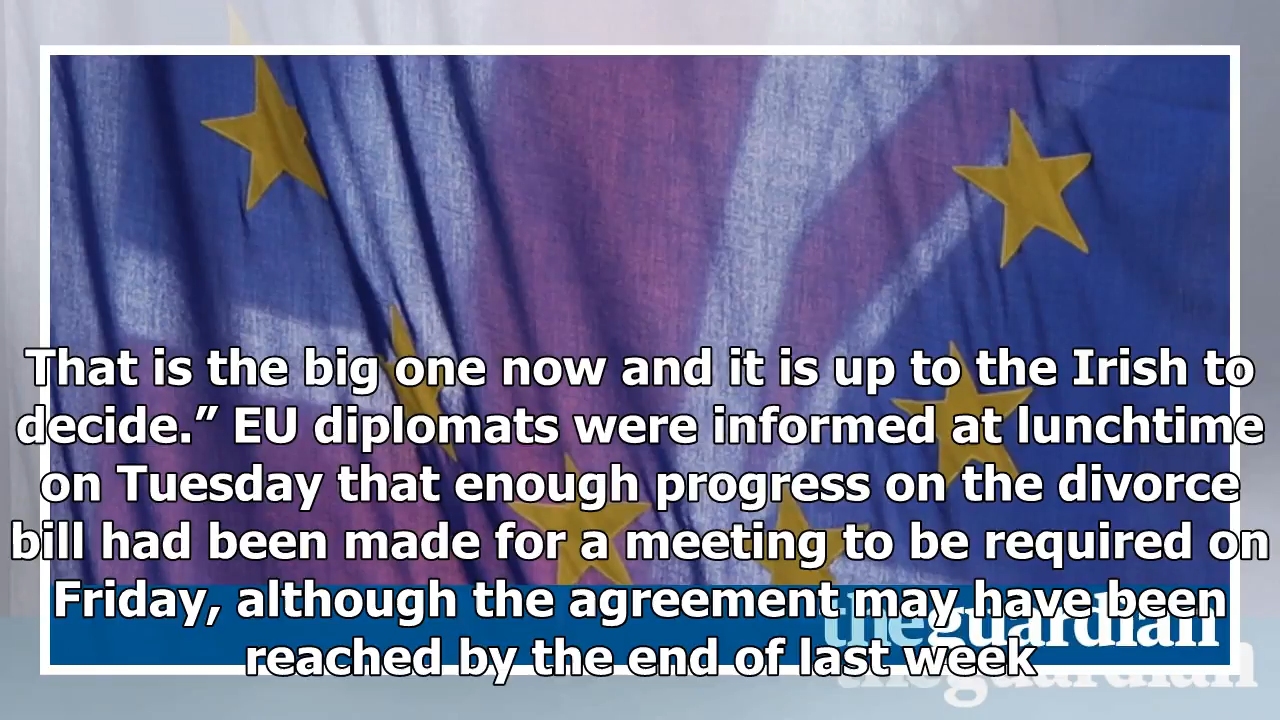 That is the big one now and it is up to the Irish to
decide.” EU diplomats were informed at lunchtime
on Tuesday that enough progress on the divorce
bill had been made for a meeting to be required on
Friday, although the agreement may have been
reached by the end of last week
theguardian
theguardian